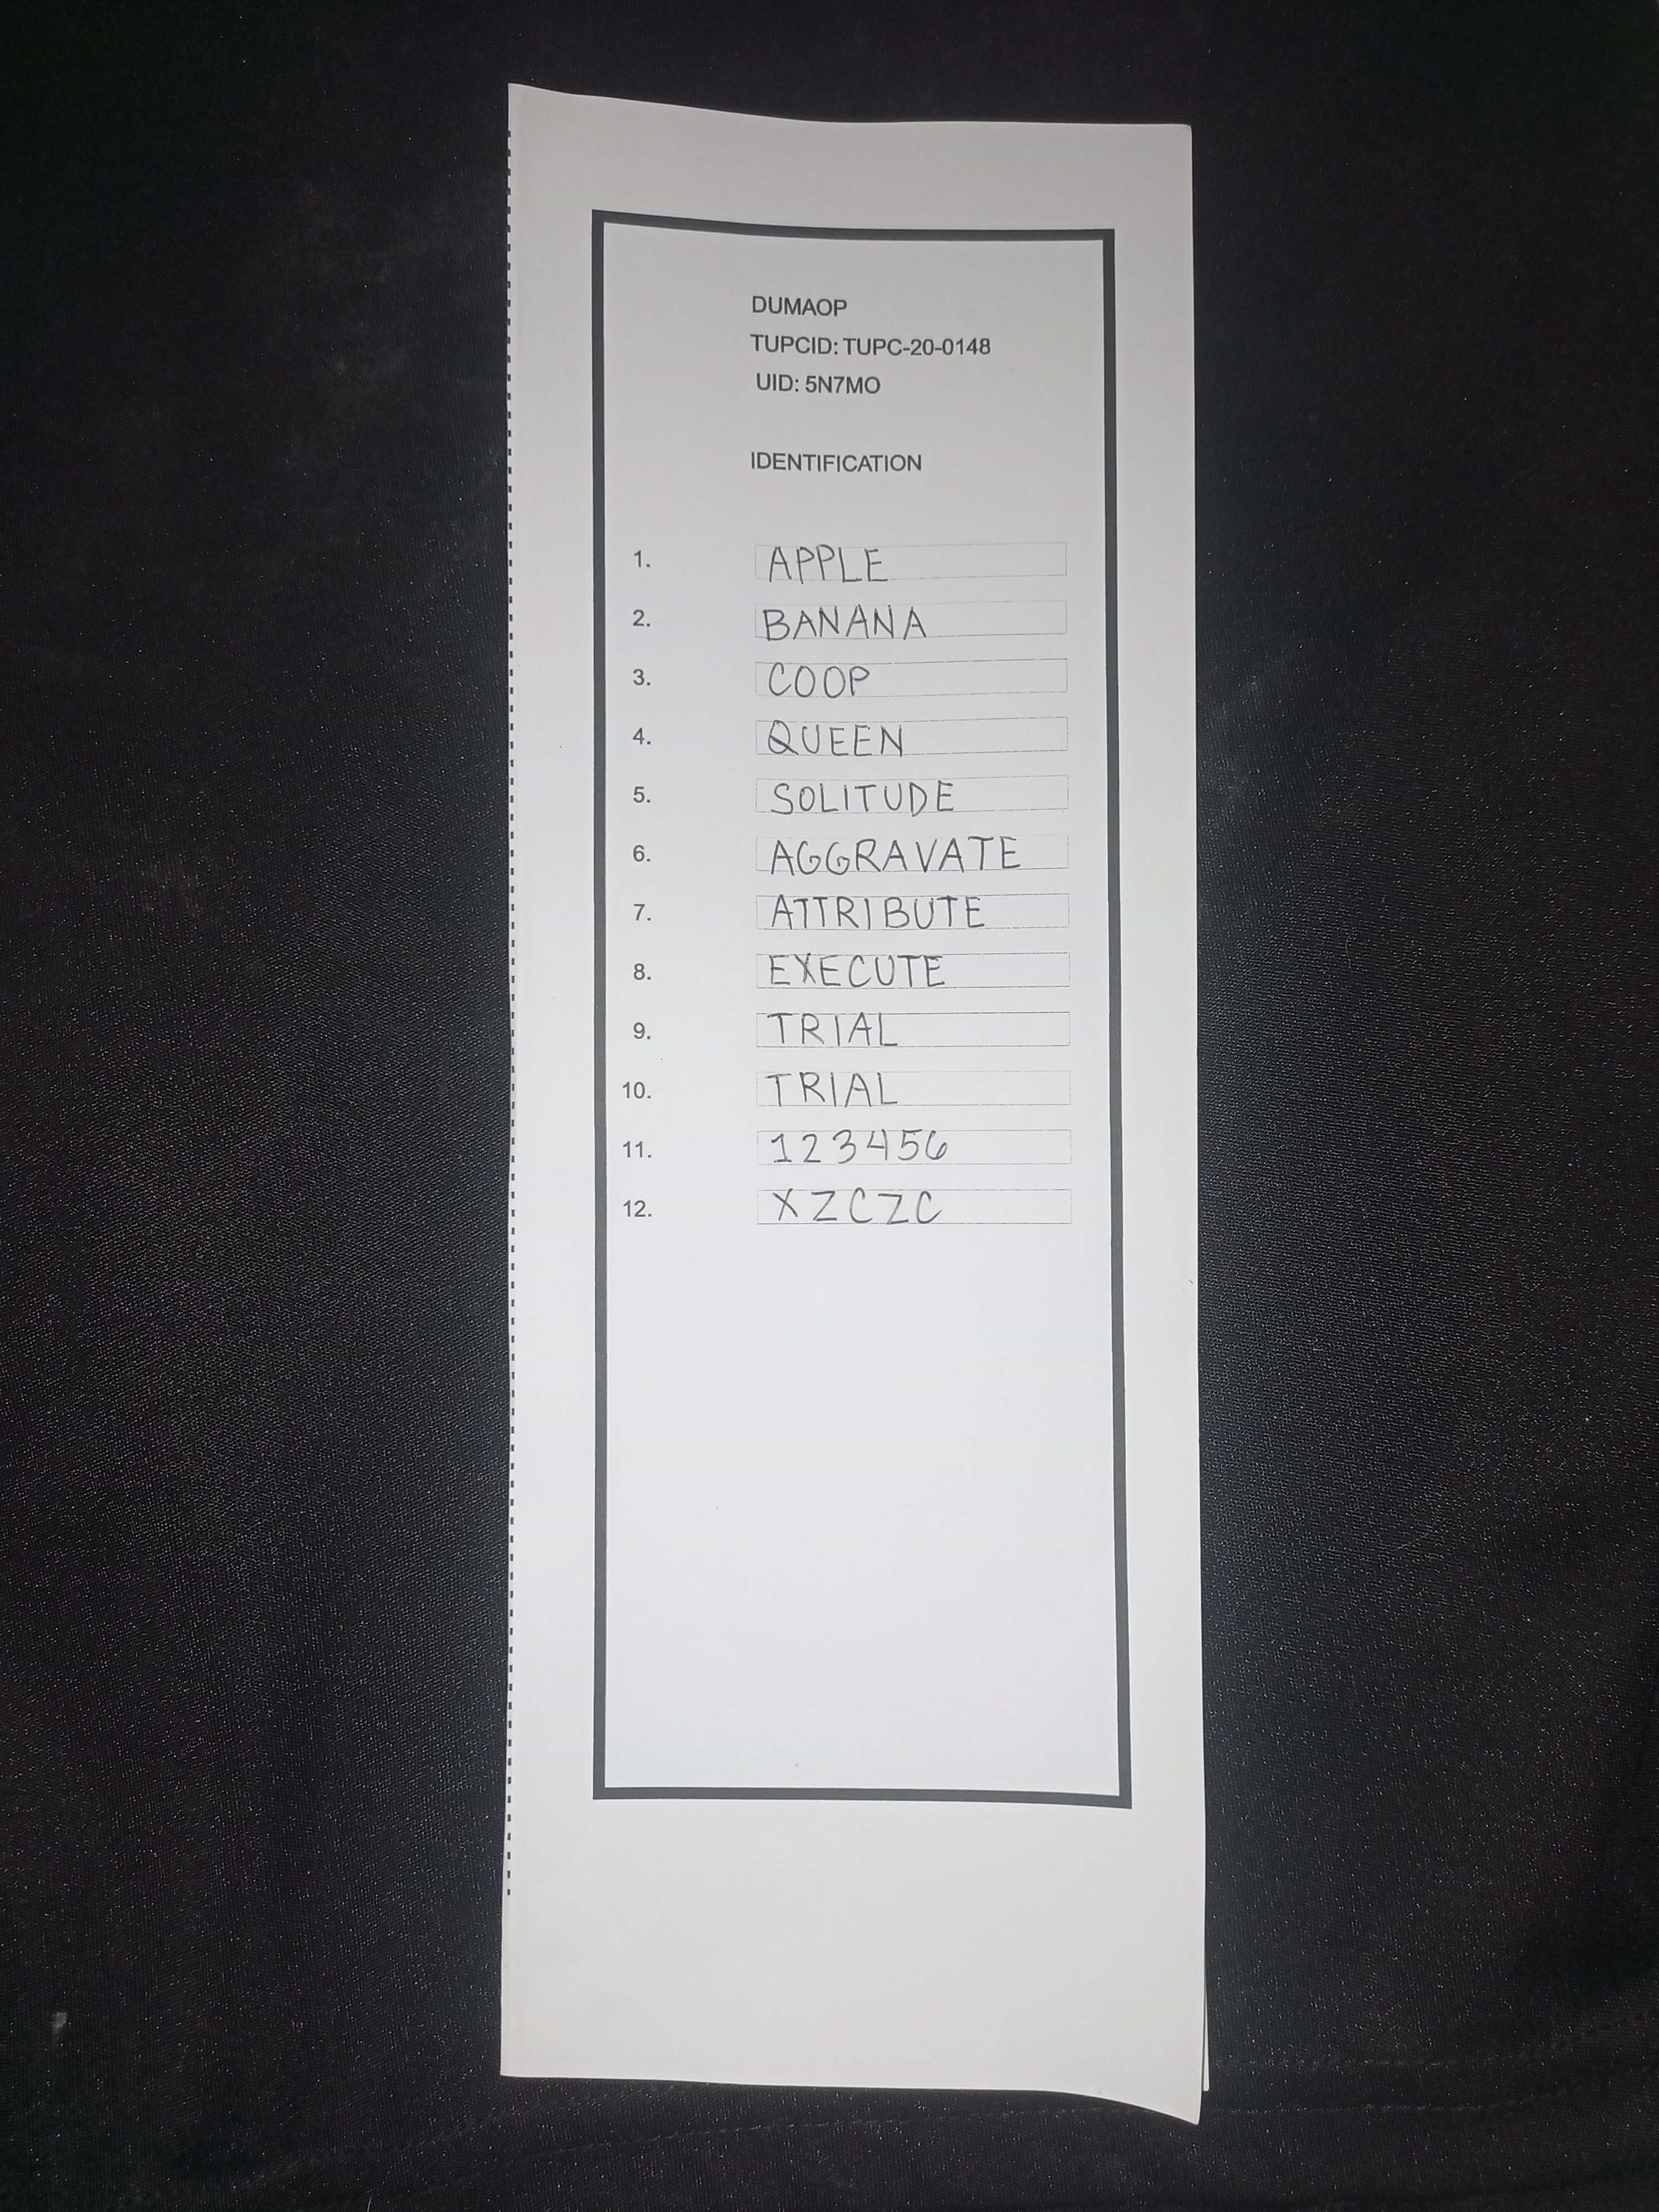 DUMAOP
TUPCID: TUPC-20-0148
UID: 5N7MO
IDENTIFICATION
1. APPLE
2. BANANA
3. COOP
4. QUEEN
5. SOLITUDE
6. AGGRAVATE
7. ATTRIBUTE
8. EXECUTE
9. TRIAL
10. TRIAL
11. 123456
12. XZCZC